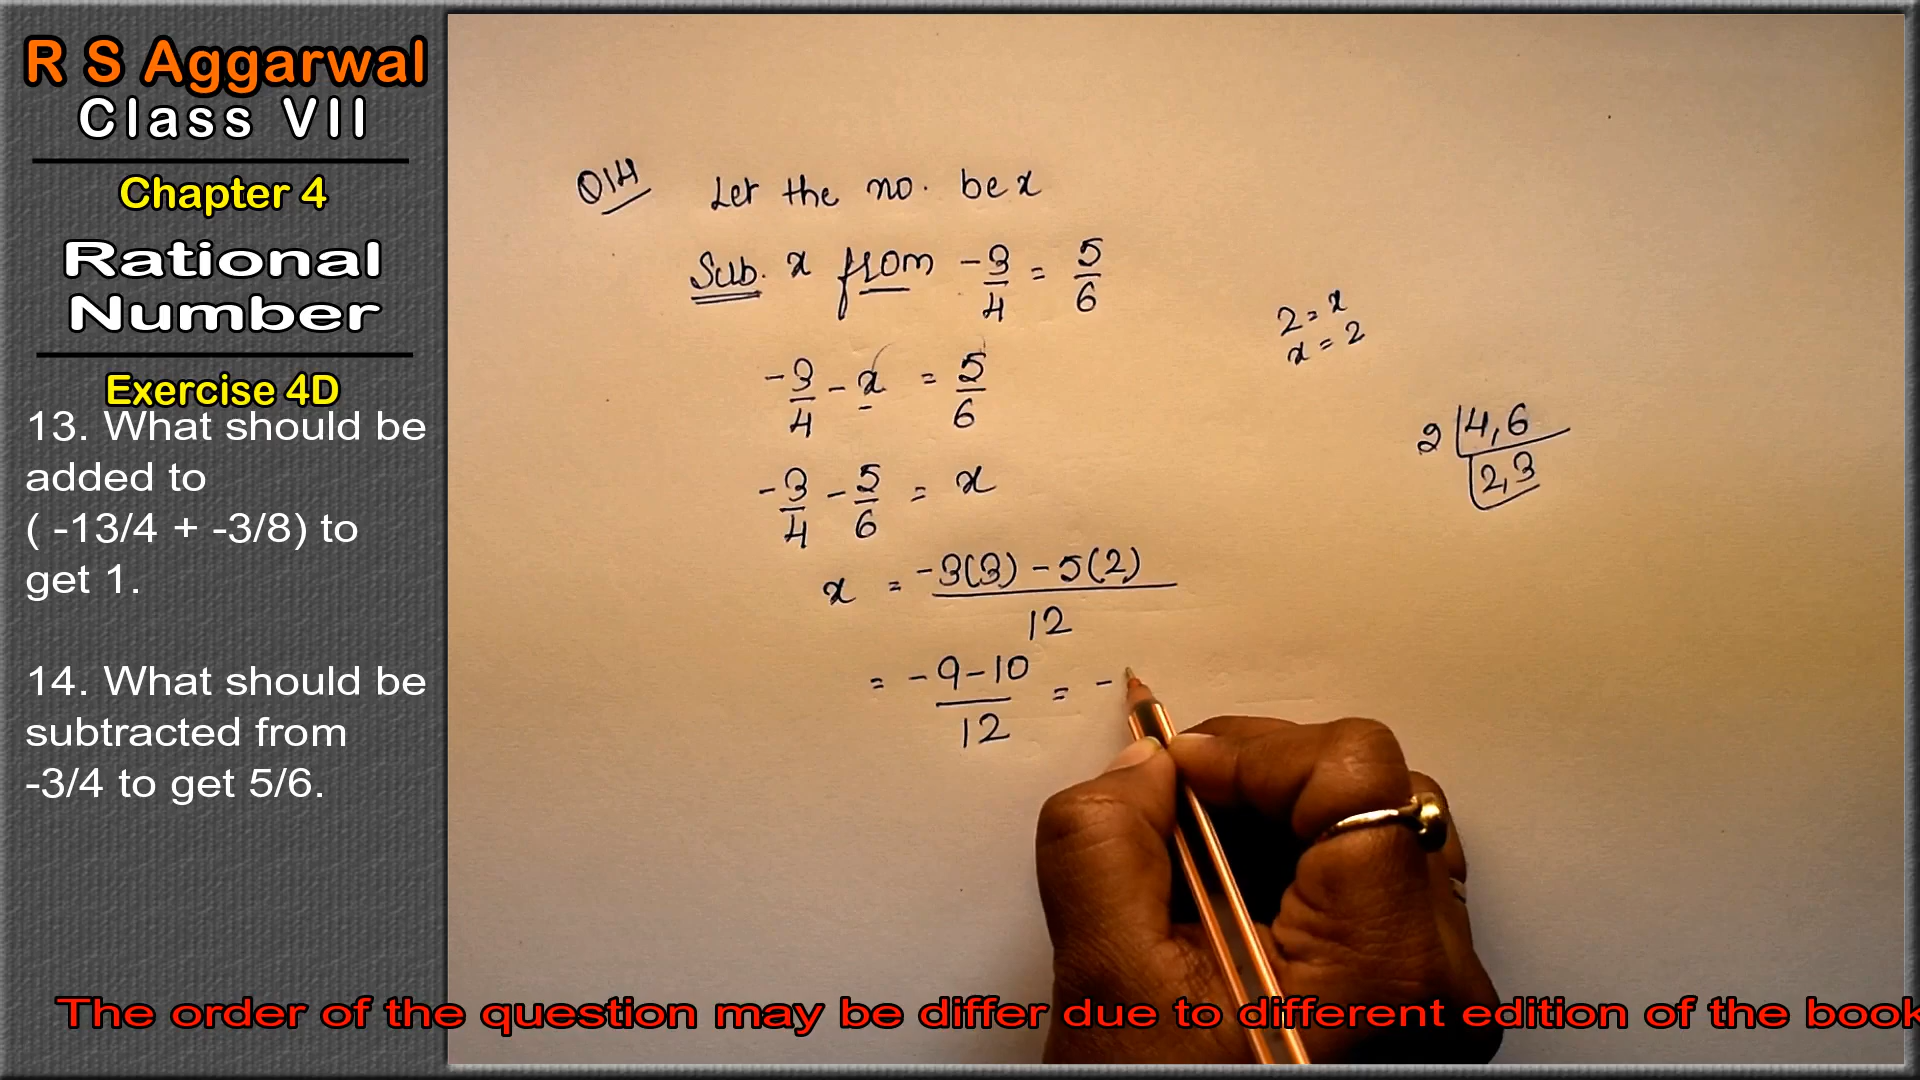 R S Aggarwal
Class VII
Chapter 4
Rational
Number
Exercise 4D
13. What should be
added to
( -13/4 + -3/8) to
get 1.
14. What should be
subtracted from
-3/4 to get 5/6.
Q14 Let the no. be x
Sub. x from -3/4 = 5/6
-3/4 - x = 5/6
-3/4 - 5/6 = x
x = -3(3) - 5(2)/12
= -9-10/12 = -
2 = x
x = 2
2 | 4,6
2,3
The order of the question may be differ due to different edition of the book